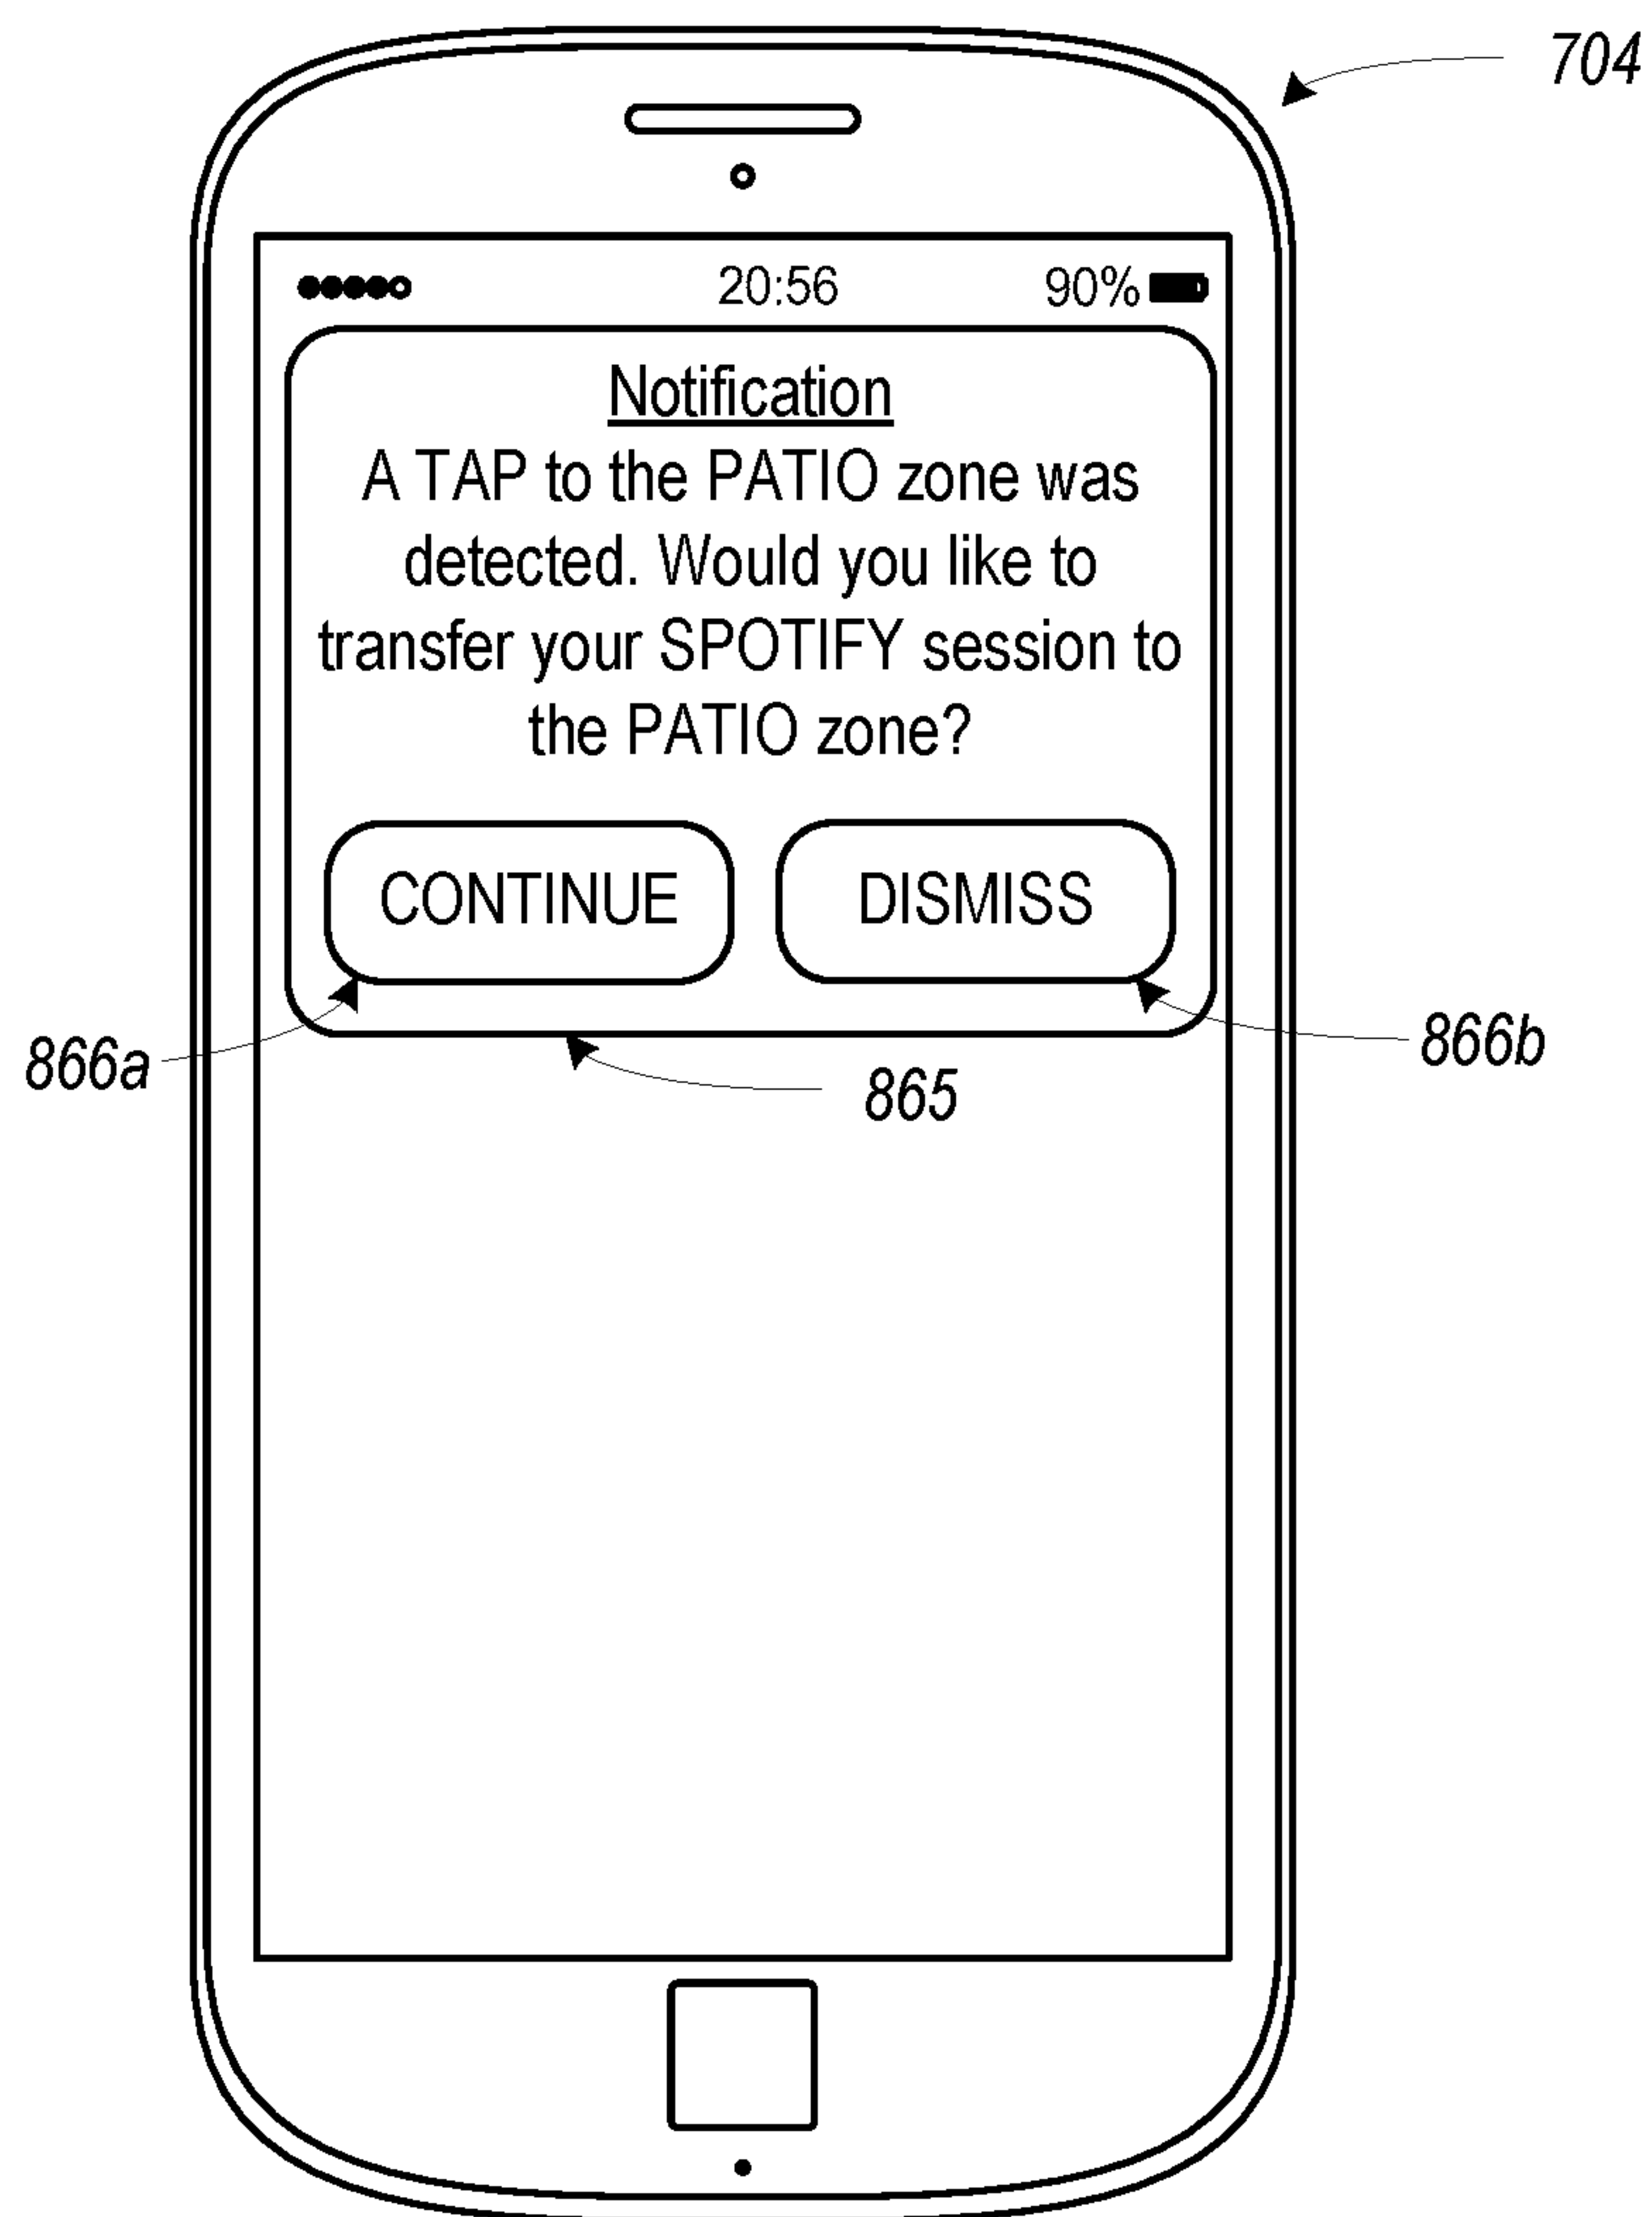 704
20:56 90%
Notification
A TAP to the PATIO zone was
detected. Would you like to
transfer your SPOTIFY session to
the PATIO zone?
CONTINUE DISMISS
866a 866b
865